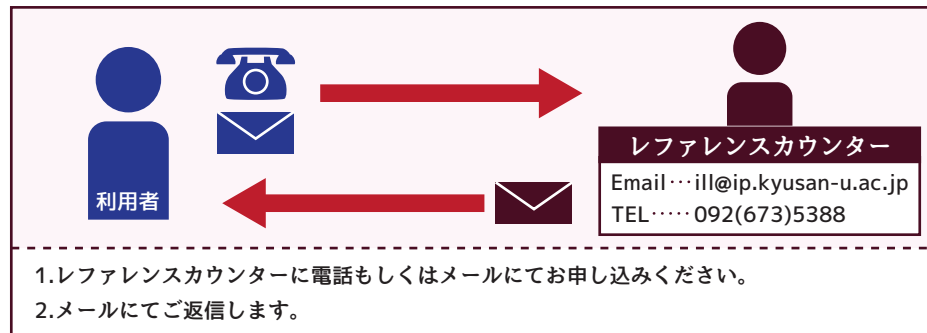 利用者
レファレンスカウンター
Email…ill@ip.kyusan-u.ac.jp
TEL‥‥‥092(673)5388
1.レファレンスカウンターに電話もしくはメールにてお申し込みください。
2.メールにてご返信します。